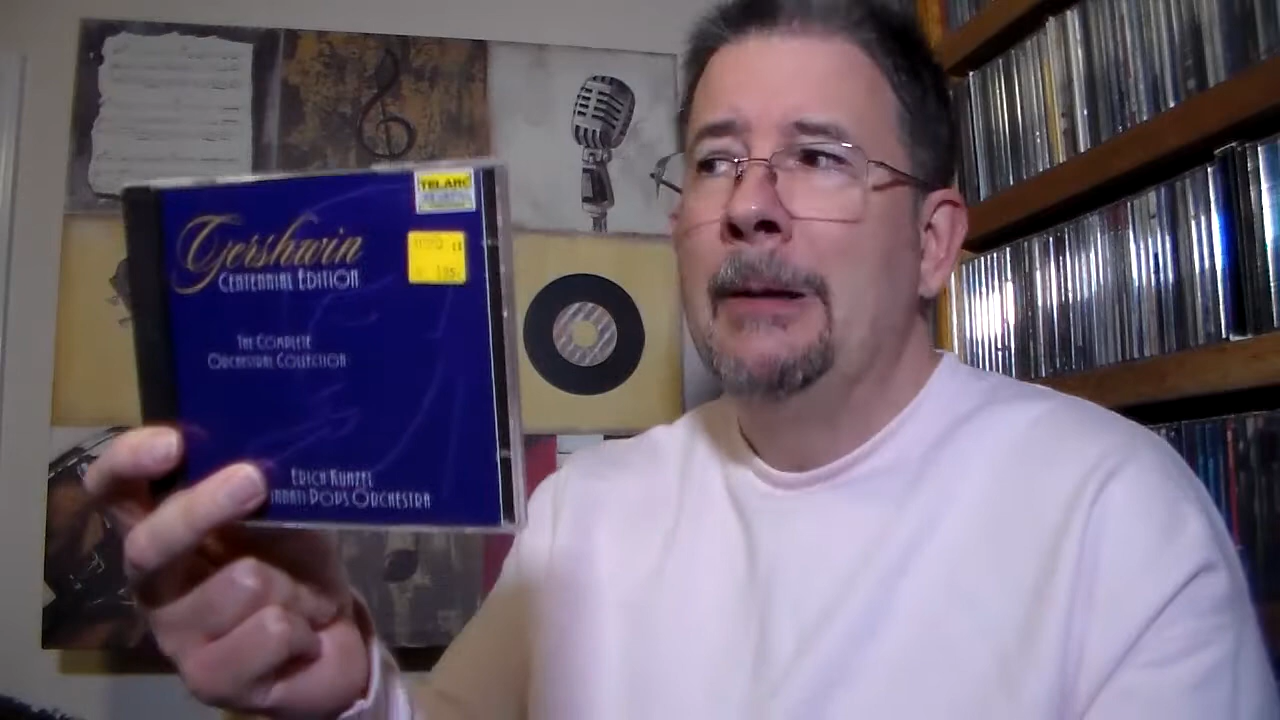 TELARC
Gershwin
CENTENNIAL EDITION
THE COMPLETE
ORCHESTRAL COLLECTION
ERICH KUNZEL
POPS ORCHESTRA